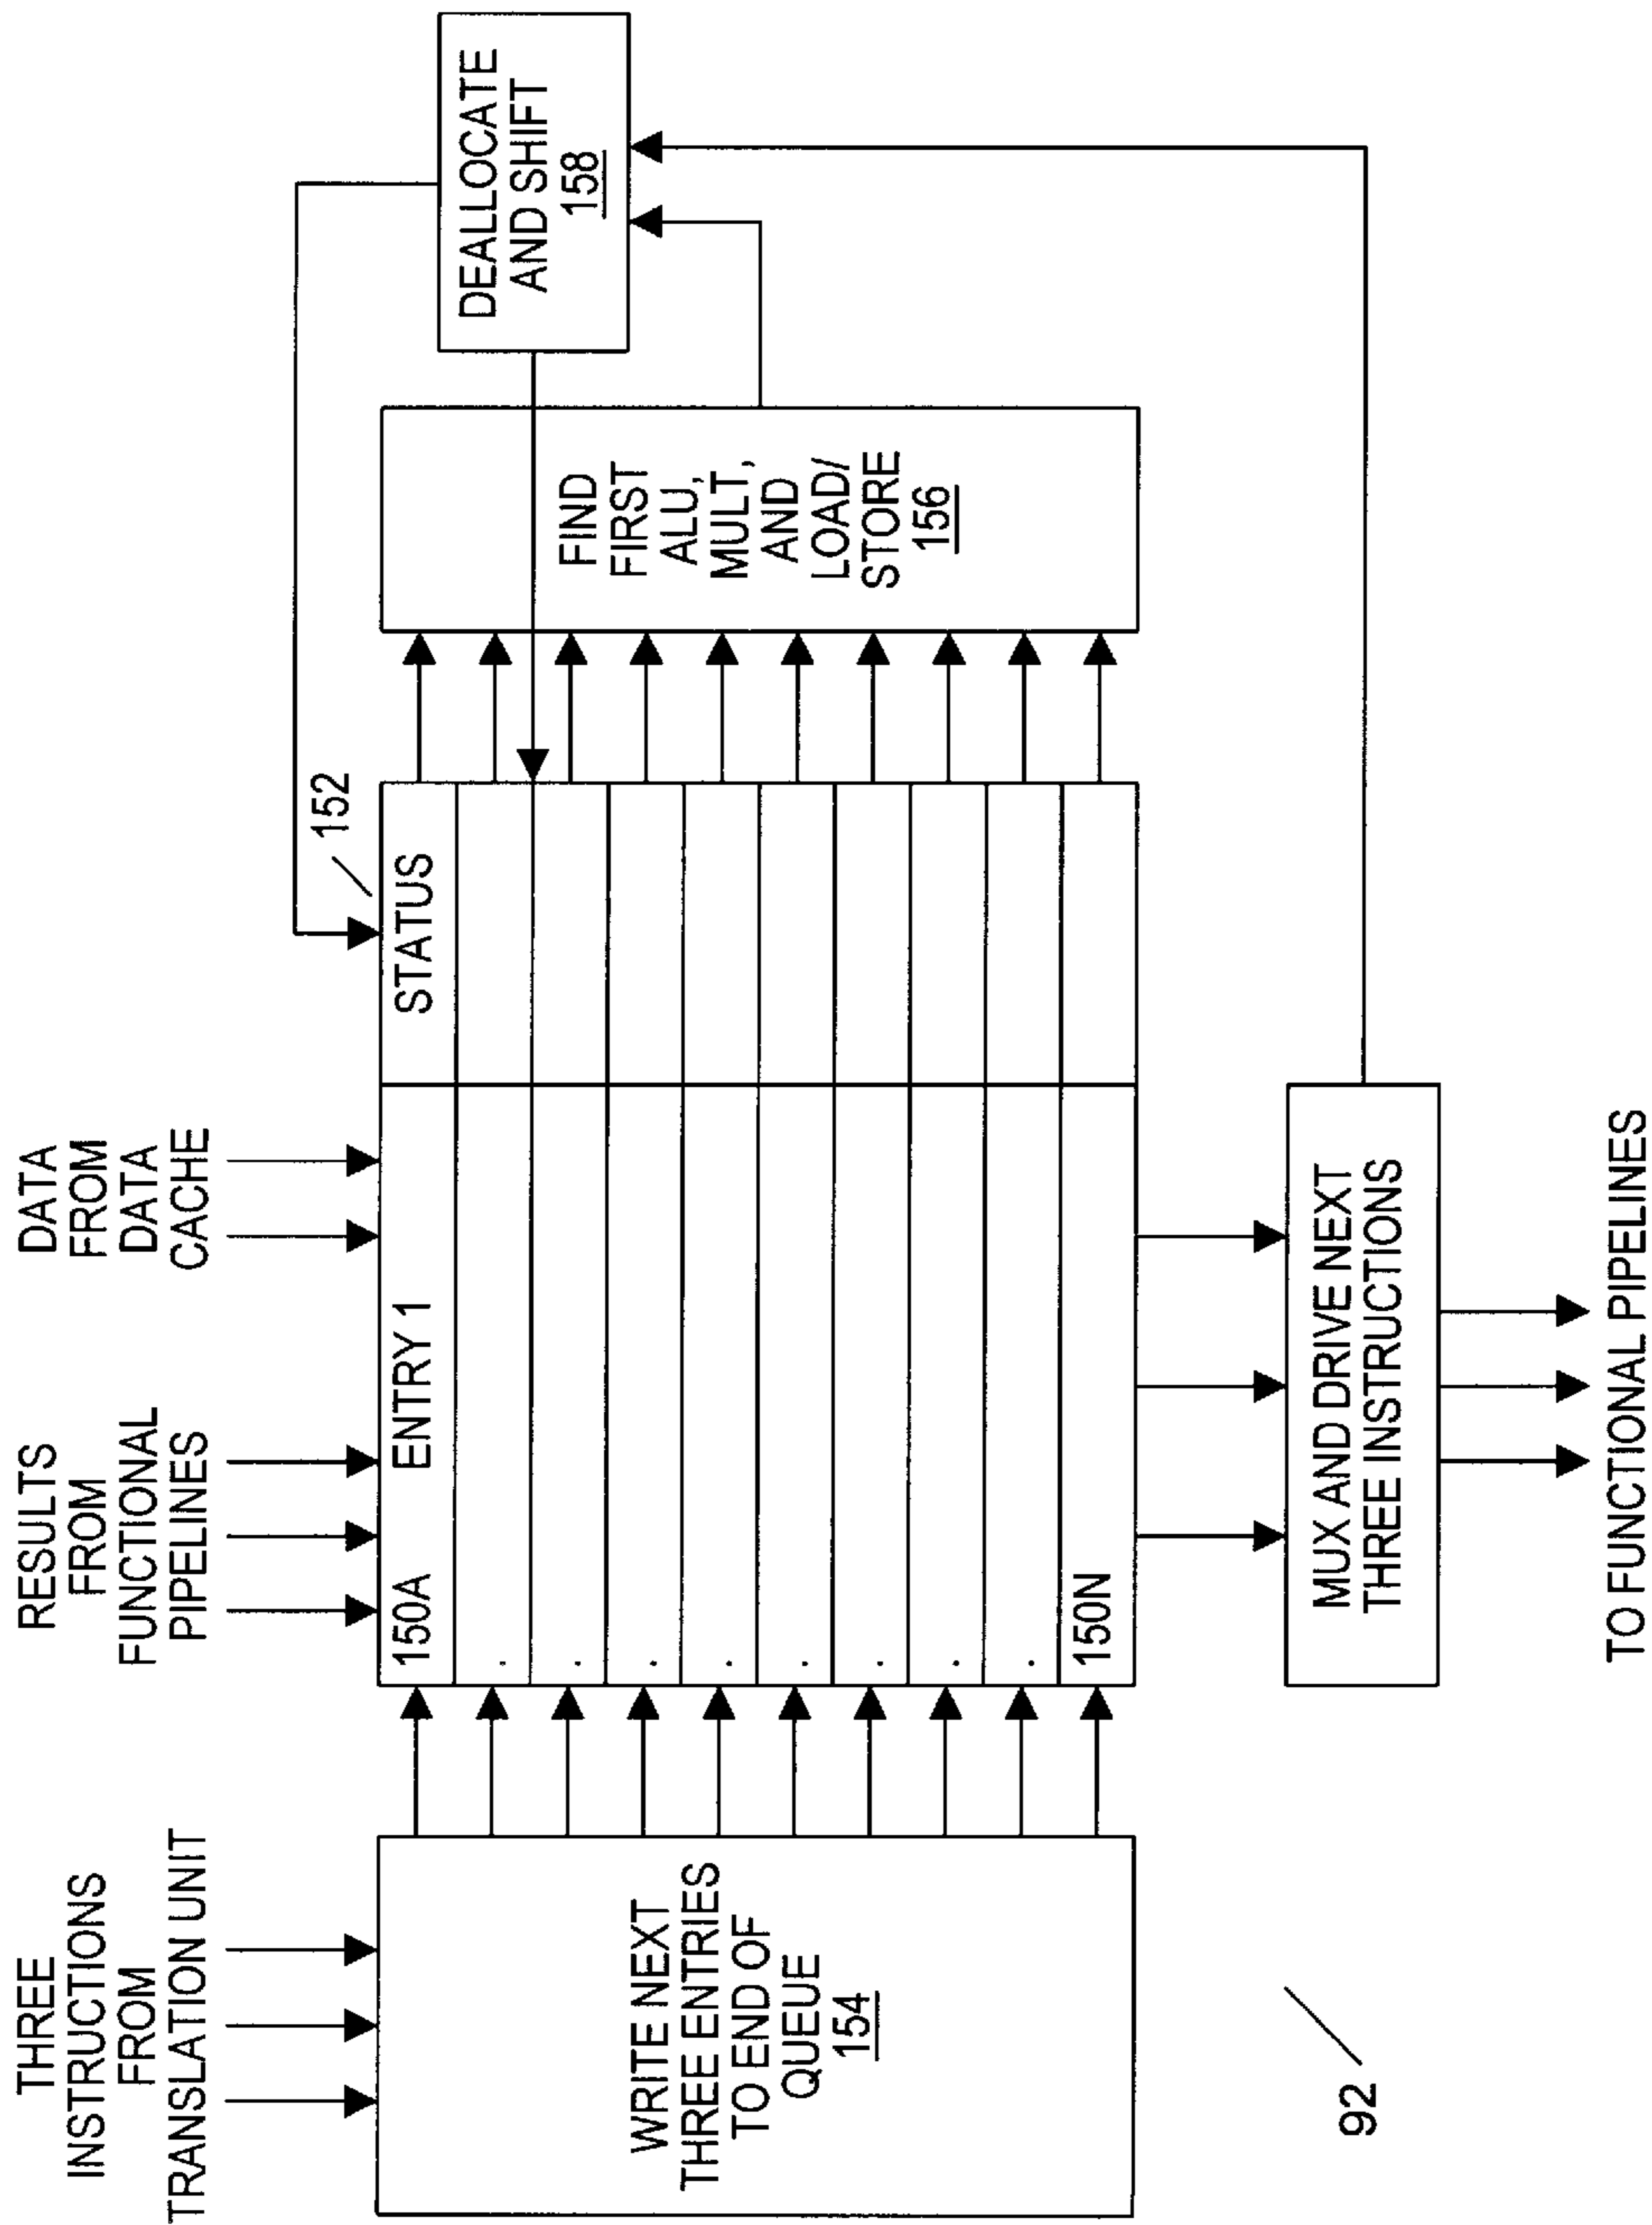 THREE
INSTRUCTIONS
FROM
TRANSLATION UNIT
RESULTS
FROM
FUNCTIONAL
PIPELINES
DATA
FROM
DATA
CACHE
152
WRITE NEXT
THREE ENTRIES
TO END OF
QUEUE
154
150A
ENTRY 1
STATUS
150N
FIND
FIRST
ALU,
MULT,
AND
LOAD/
STORE
156
DEALLOCATE
AND SHIFT
158
MUX AND DRIVE NEXT
THREE INSTRUCTIONS
TO FUNCTIONAL PIPELINES
92